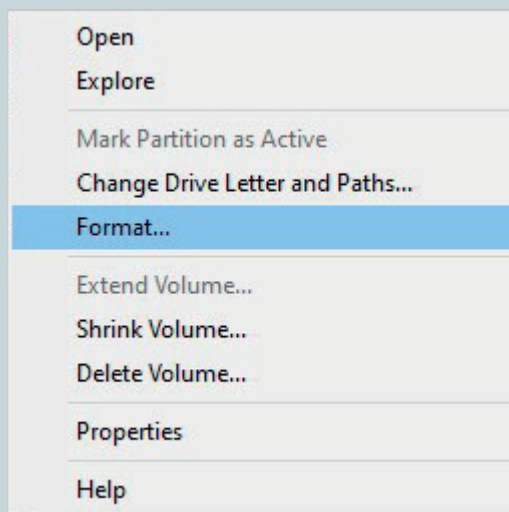 Open
Explore
Mark Partition as Active
Change Drive Letter and Paths...
Format...
Extend Volume...
Shrink Volume...
Delete Volume...
Properties
Help